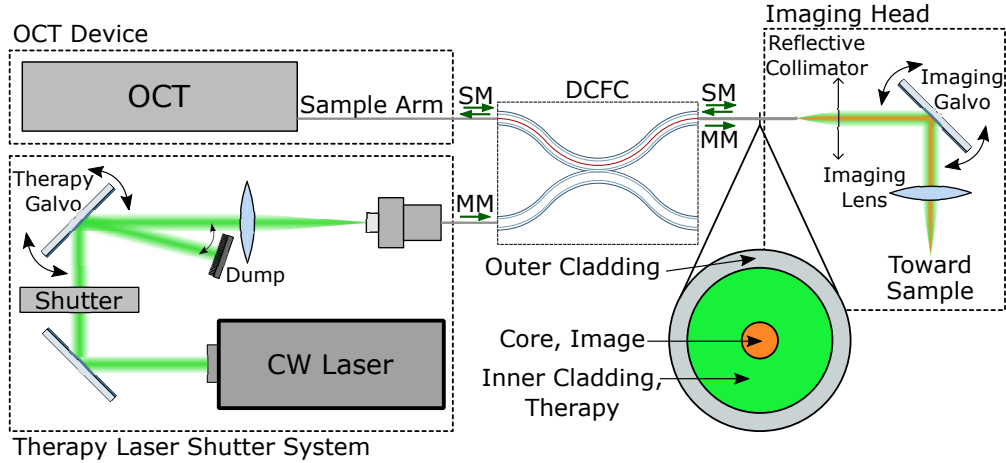 OCT Device
OCT
Sample Arm
SM
DCFC
SM
MM
Imaging Head
Reflective
Collimator
Imaging
Galvo
Imaging
Lens
Toward
Sample
Therapy
Galvo
MM
Dump
Shutter
CW Laser
Therapy Laser Shutter System
Outer Cladding
Core, Image
Inner Cladding,
Therapy